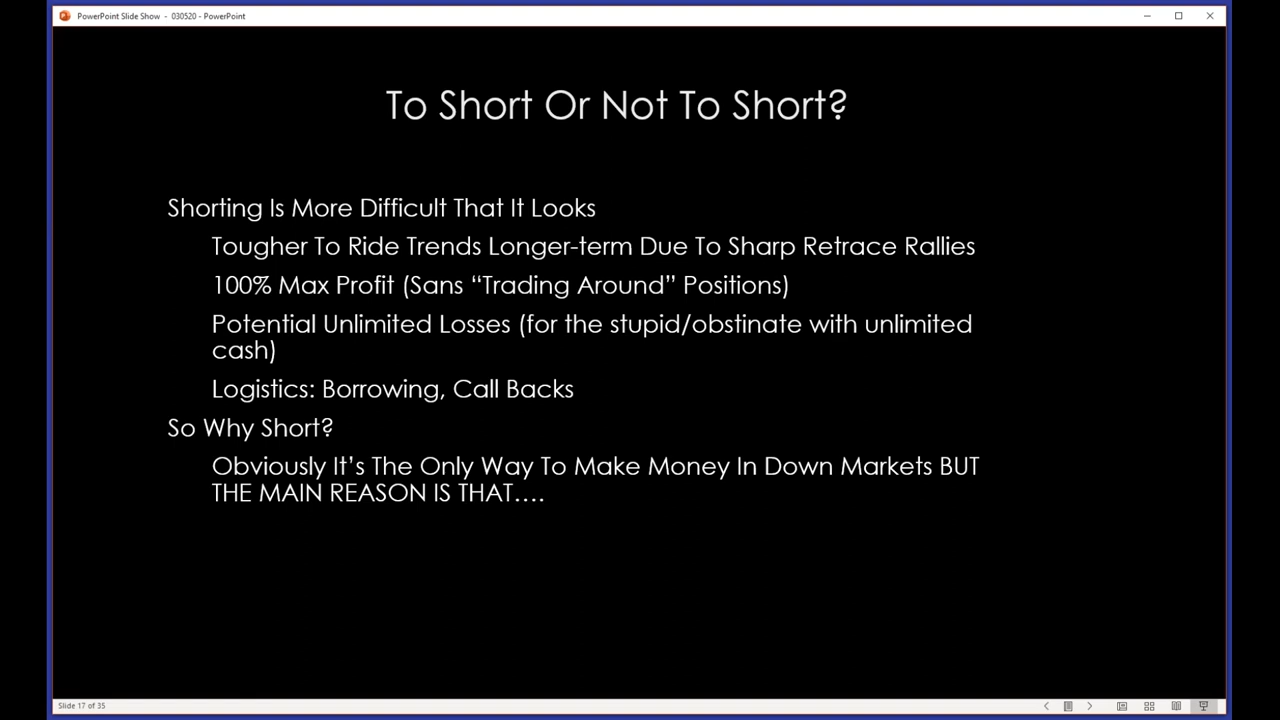 PowerPoint Slide Show - 030520 - PowerPoint
To Short Or Not To Short?
Shorting Is More Difficult That It Looks
Tougher To Ride Trends Longer-term Due To Sharp Retrace Rallies
100% Max Profit (Sans “Trading Around” Positions)
Potential Unlimited Losses (for the stupid/obstinate with unlimited
cash)
Logistics: Borrowing, Call Backs
So Why Short?
Obviously It’s The Only Way To Make Money In Down Markets BUT
THE MAIN REASON IS THAT….
Slide 17 of 35